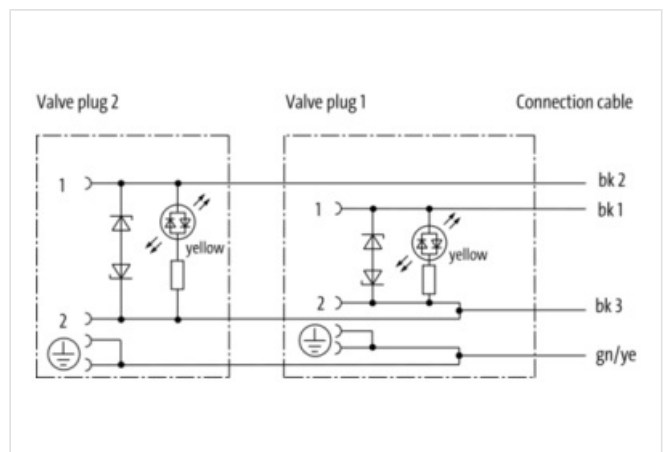 Valve plug 2 Valve plug 1 Connection cable
1 bk 2
1 bk 1
yellow yellow
2 bk 3
2
gn/ye